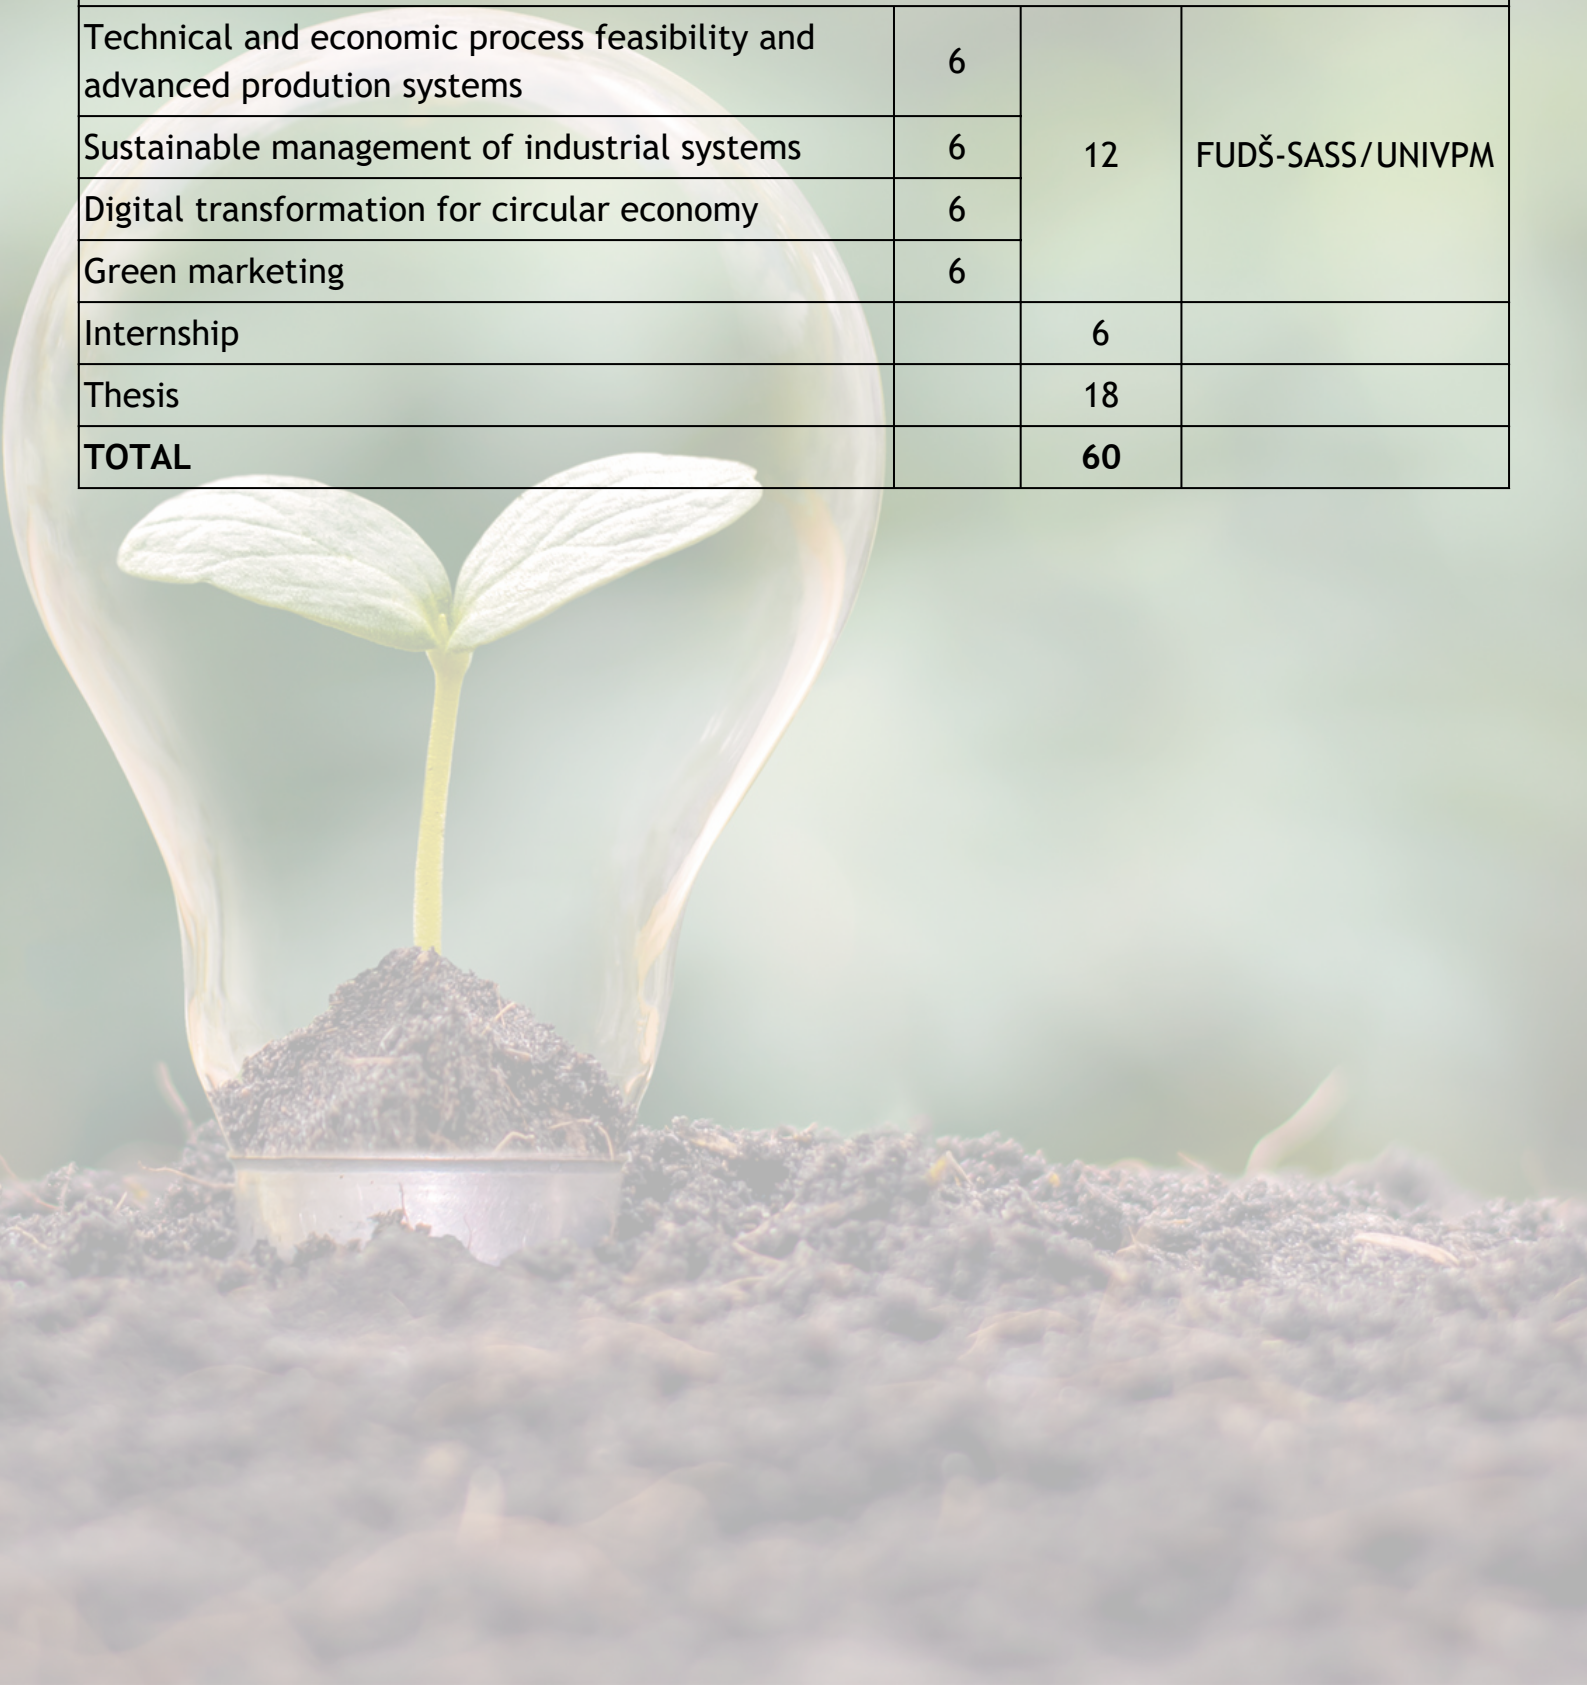 Technical and economic process feasibility and
advanced prodution systems
6
12
FUDŠ-SASS/UNIVPM
Sustainable management of industrial systems
6
Digital transformation for circular economy
6
Green marketing
6
Internship
6
Thesis
18
TOTAL
60